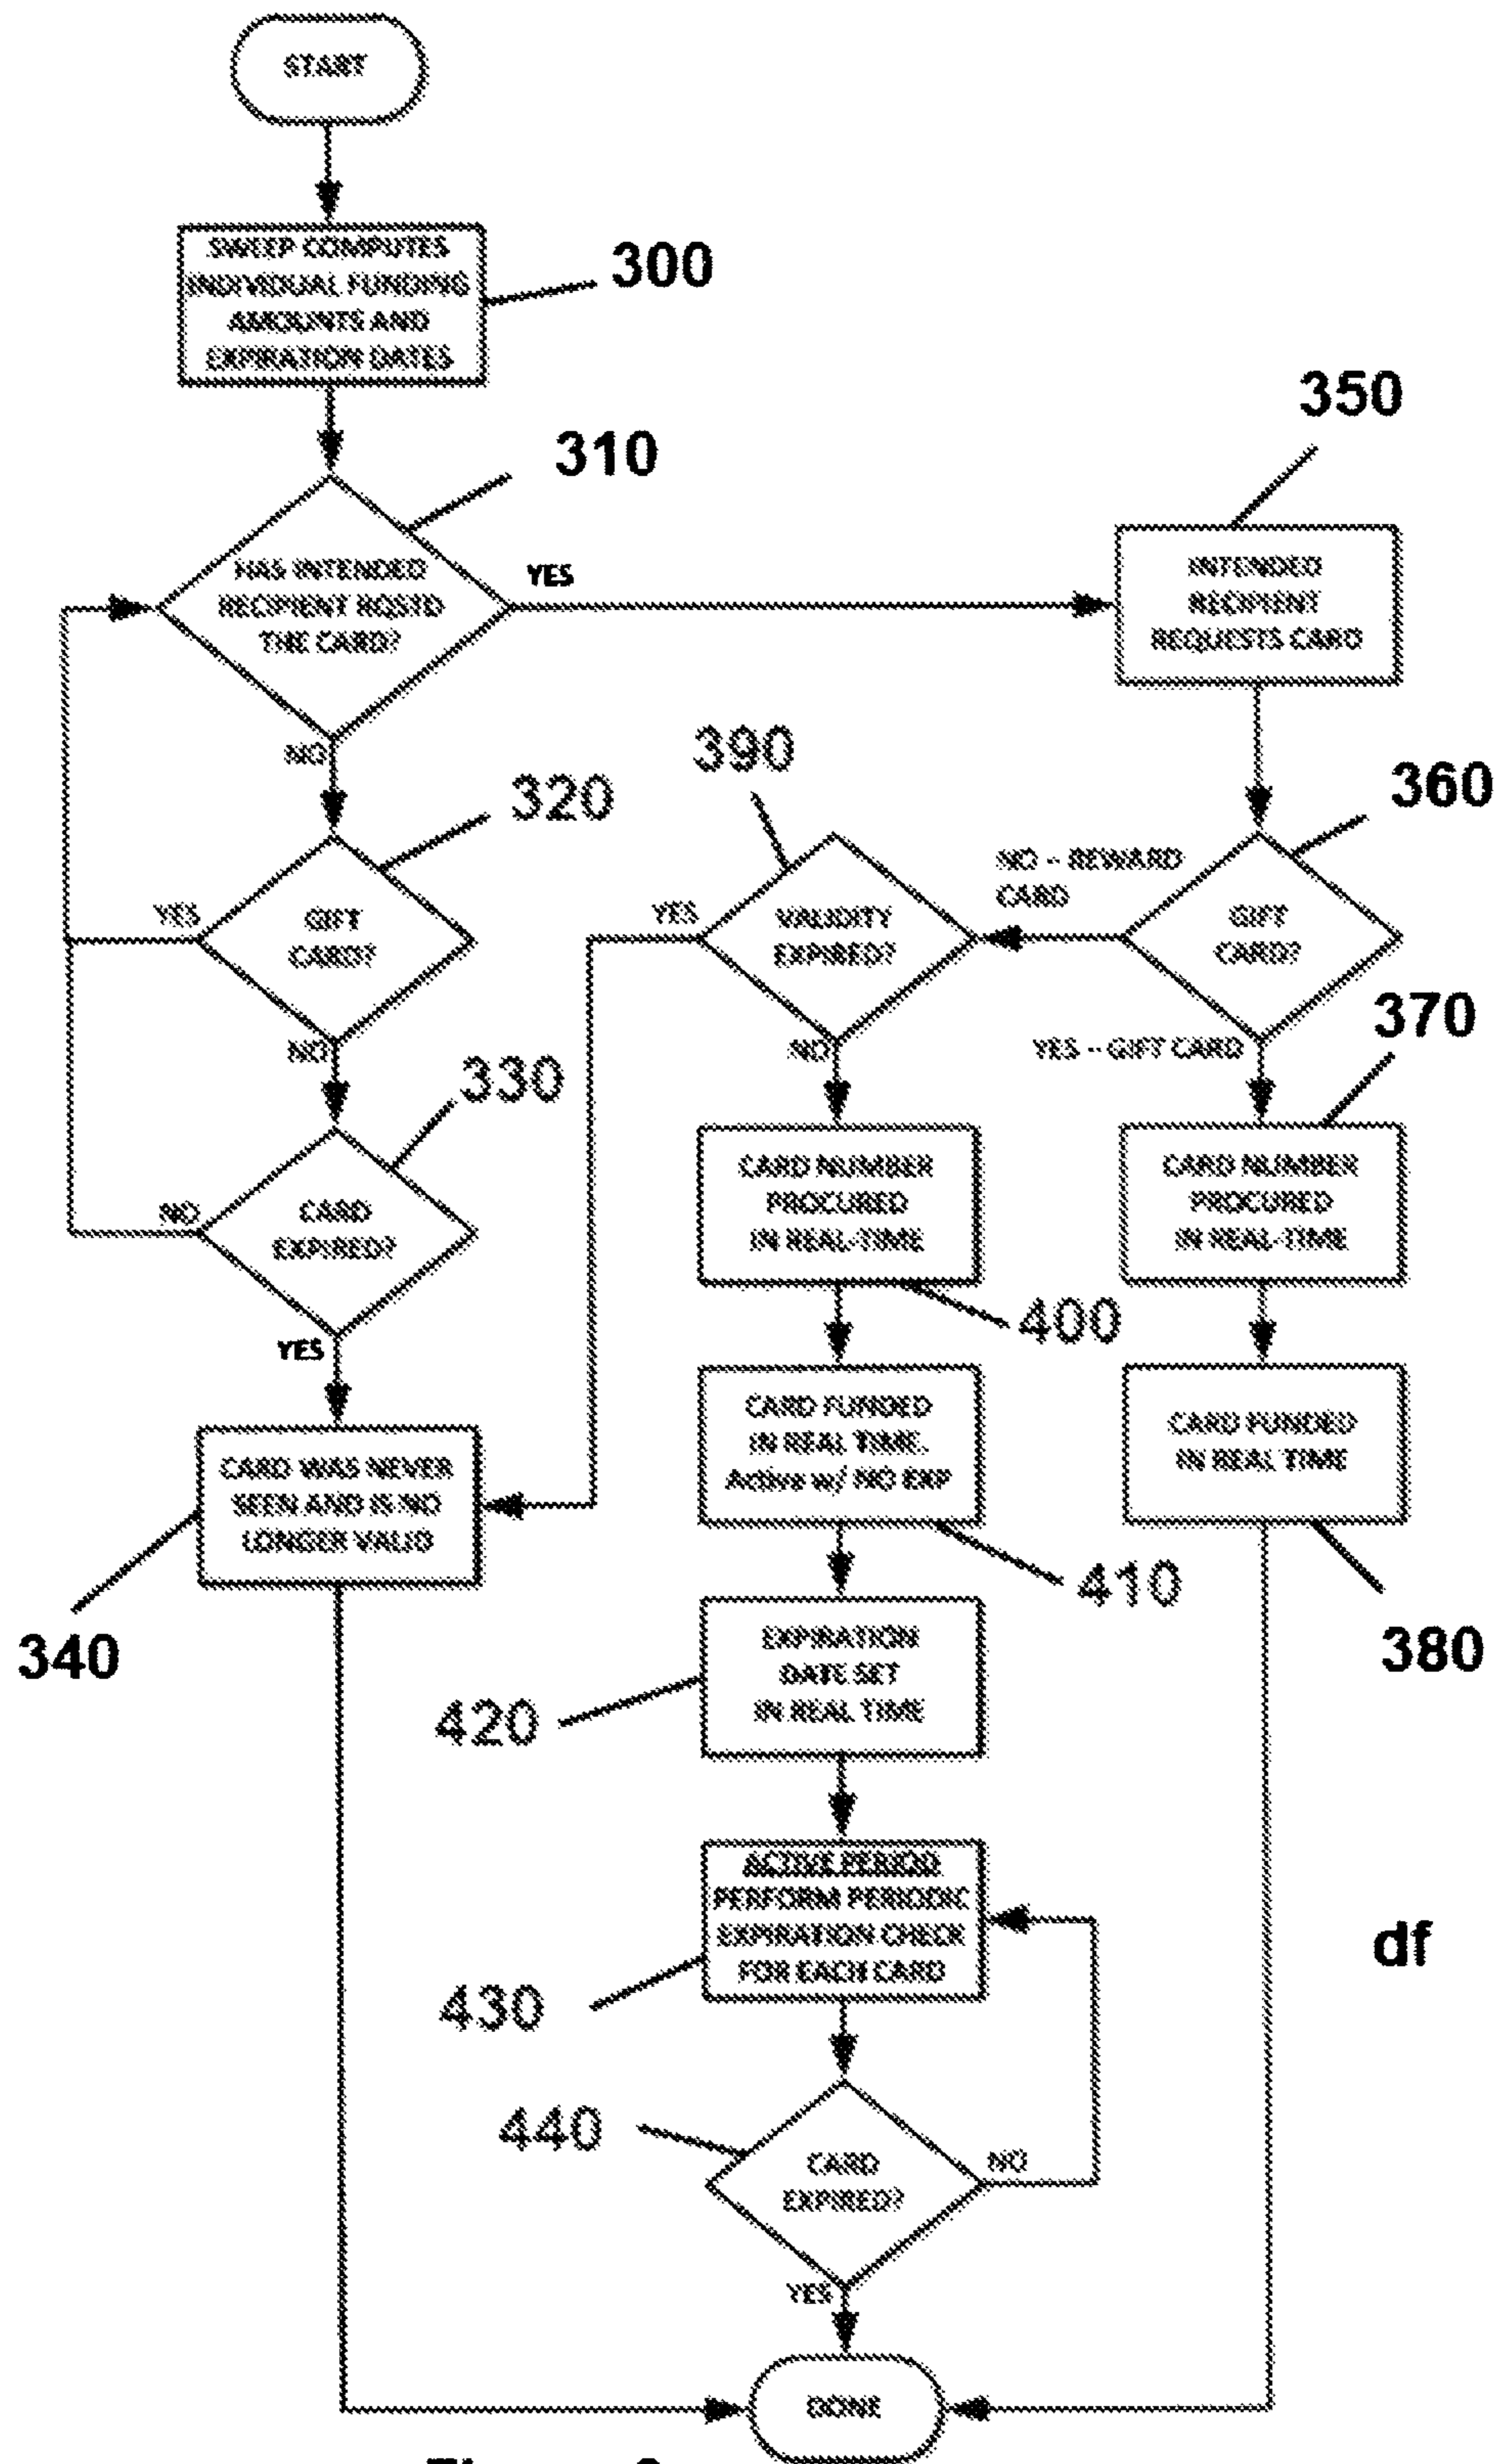 START
SWEEP COMPUTES
INDIVIDUAL FUNDING
AMOUNTS AND
EXPIRATION DATES
300
310
HAS INTENDED
RECIPIENT RQSTD
THE CARD?
YES
NO
350
INTENDED
RECIPIENT
REQUESTS CARD
320
GIFT
CARD?
YES
NO
390
VALIDITY
EXPIRED?
YES
NO
NO -- REWARD
CARD
360
GIFT
CARD?
YES -- GIFT CARD
370
330
CARD
EXPIRED?
NO
YES
CARD NUMBER
PROCURED
IN REAL-TIME
400
CARD NUMBER
PROCURED
IN REAL-TIME
CARD WAS NEVER
SEEN AND IS NO
LONGER VALID
340
CARD FUNDED
IN REAL TIME.
Active w/ NO EXP
410
CARD FUNDED
IN REAL TIME
380
EXPIRATION
DATE SET
IN REAL TIME
420
ACTIVE PERIOD
PERFORM PERIODIC
EXPIRATION CHECK
FOR EACH CARD
430
df
440
CARD
EXPIRED?
NO
YES
DONE